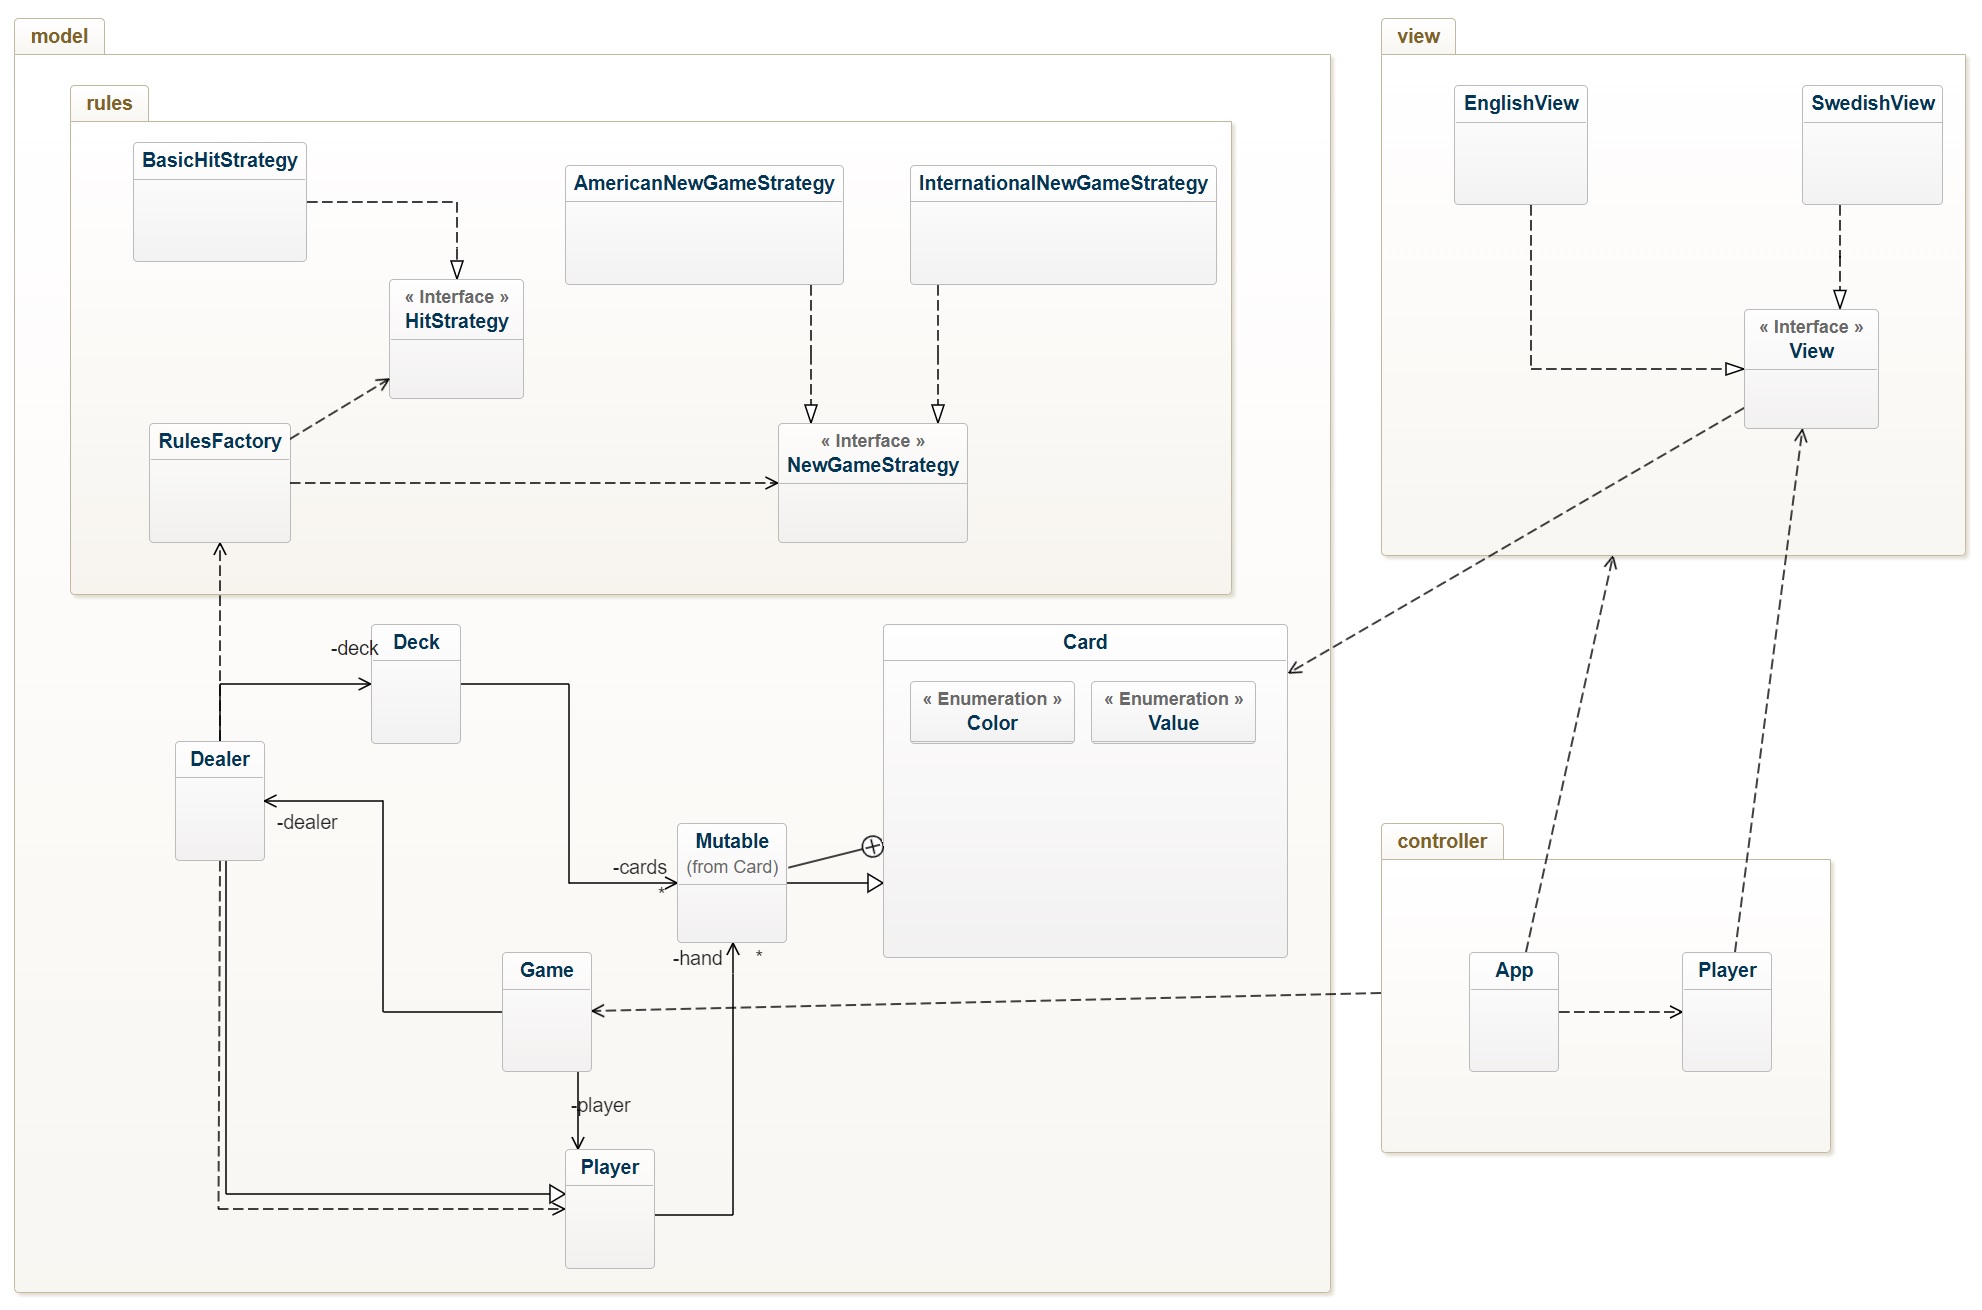 model
rules
BasicHitStrategy
AmericanNewGameStrategy
InternationalNewGameStrategy
« Interface »
HitStrategy
RulesFactory
« Interface »
NewGameStrategy
-deck
Deck
Card
« Enumeration »
Color
« Enumeration »
Value
Dealer
-dealer
-cards
*
Mutable
(from Card)
-hand
*
Game
-player
Player
view
EnglishView
SwedishView
« Interface »
View
controller
App
Player